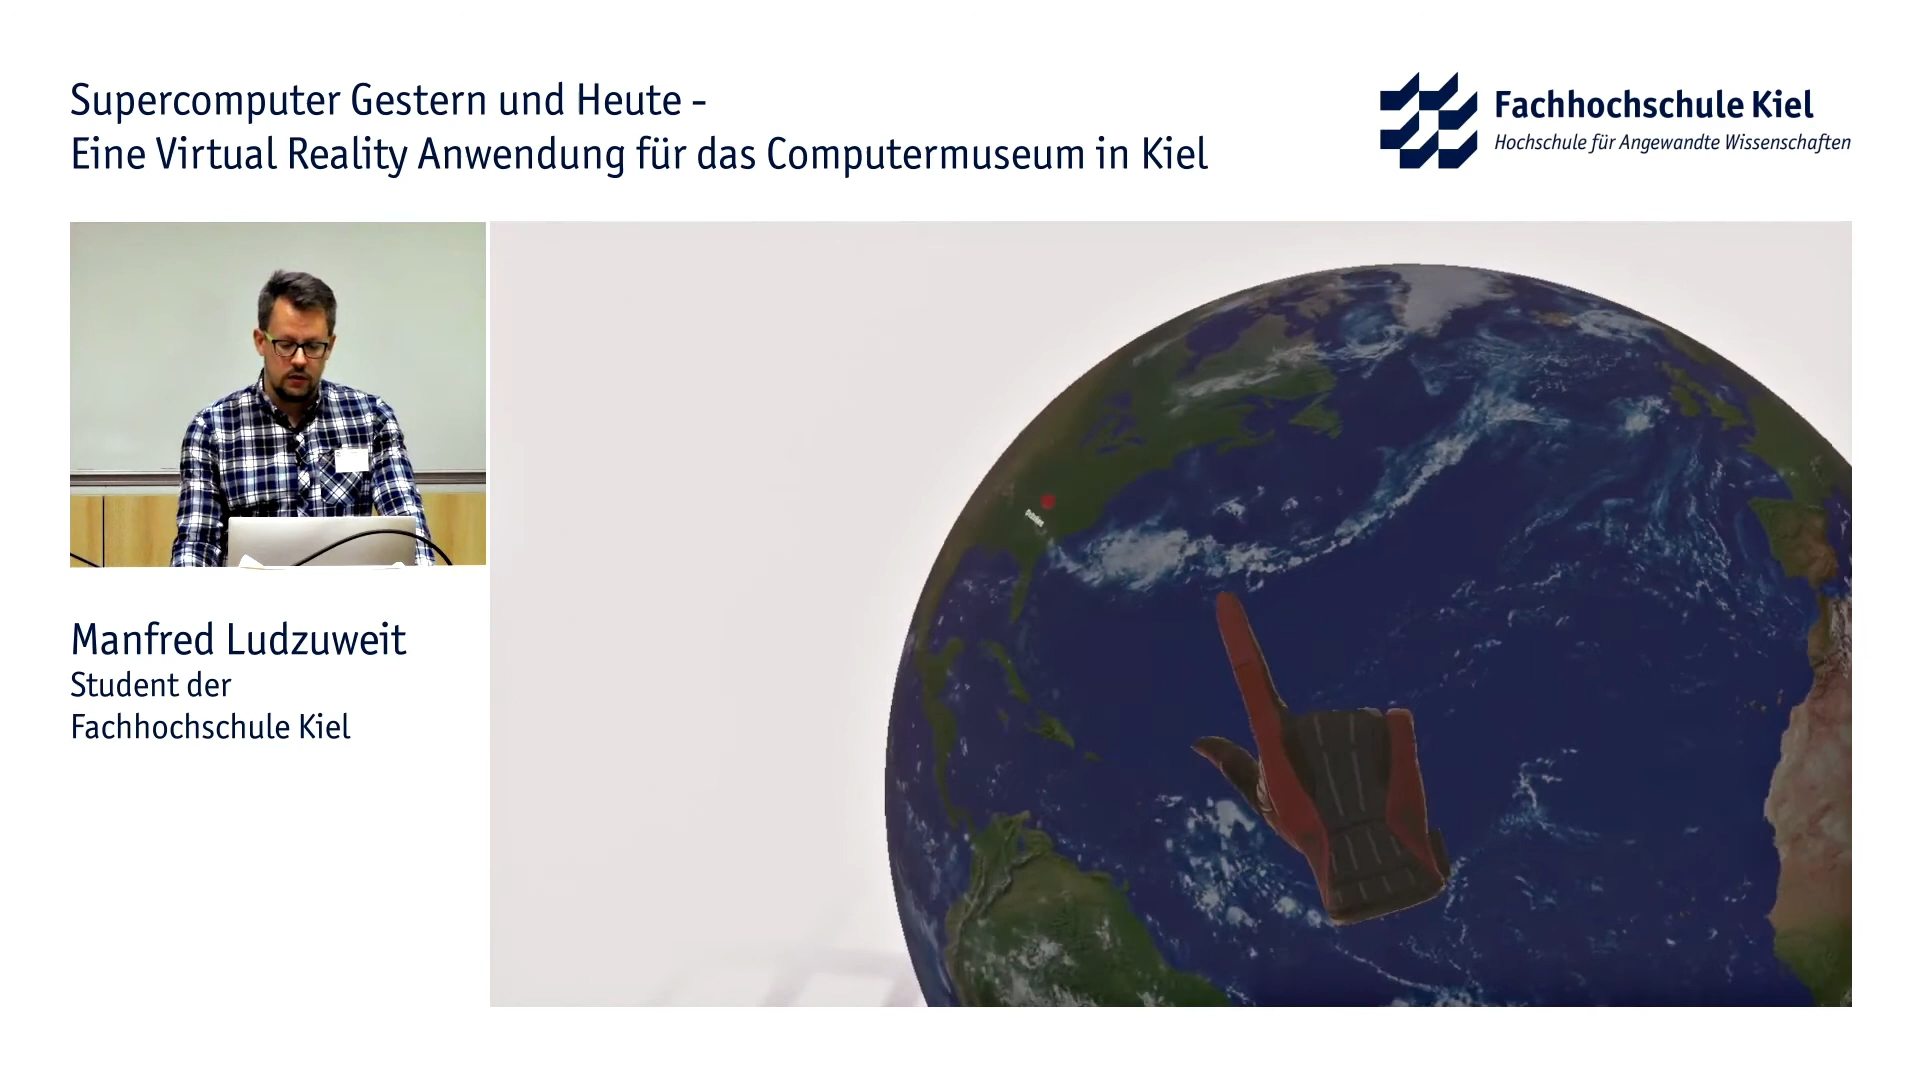 Supercomputer Gestern und Heute -
Eine Virtual Reality Anwendung für das Computermuseum in Kiel
Fachhochschule Kiel
Hochschule für Angewandte Wissenschaften
Manfred Ludzuweit
Student der
Fachhochschule Kiel